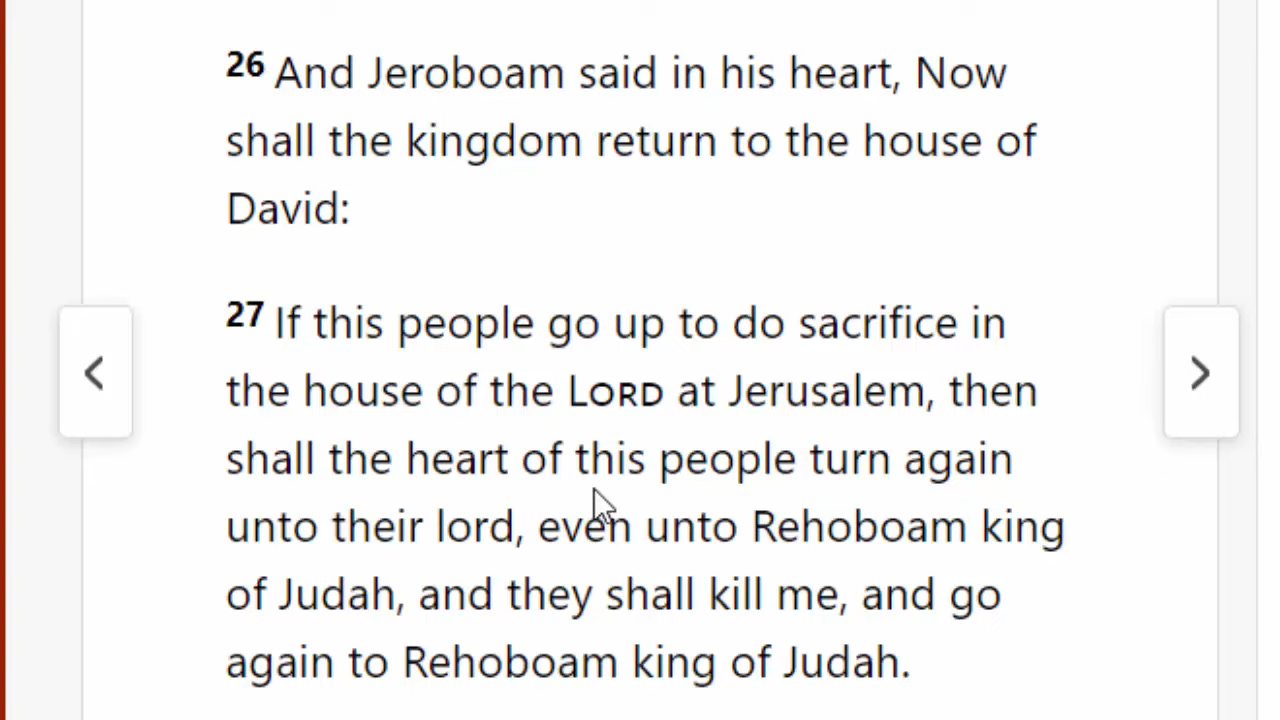 26 And Jeroboam said in his heart, Now
shall the kingdom return to the house of
David:
27 If this people go up to do sacrifice in
the house of the LORD at Jerusalem, then
shall the heart of this people turn again
unto their lord, even unto Rehoboam king
of Judah, and they shall kill me, and go
again to Rehoboam king of Judah.